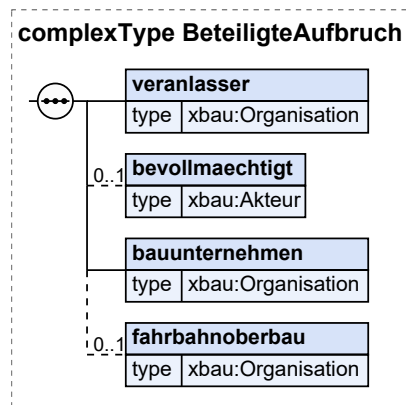 complexType BeteiligteAufbruch
veranlasser
type xbau:Organisation
0..1
bevollmaechtigt
type xbau:Akteur
bauunternehmen
type xbau:Organisation
0..1
fahrbahnoberbau
type xbau:Organisation